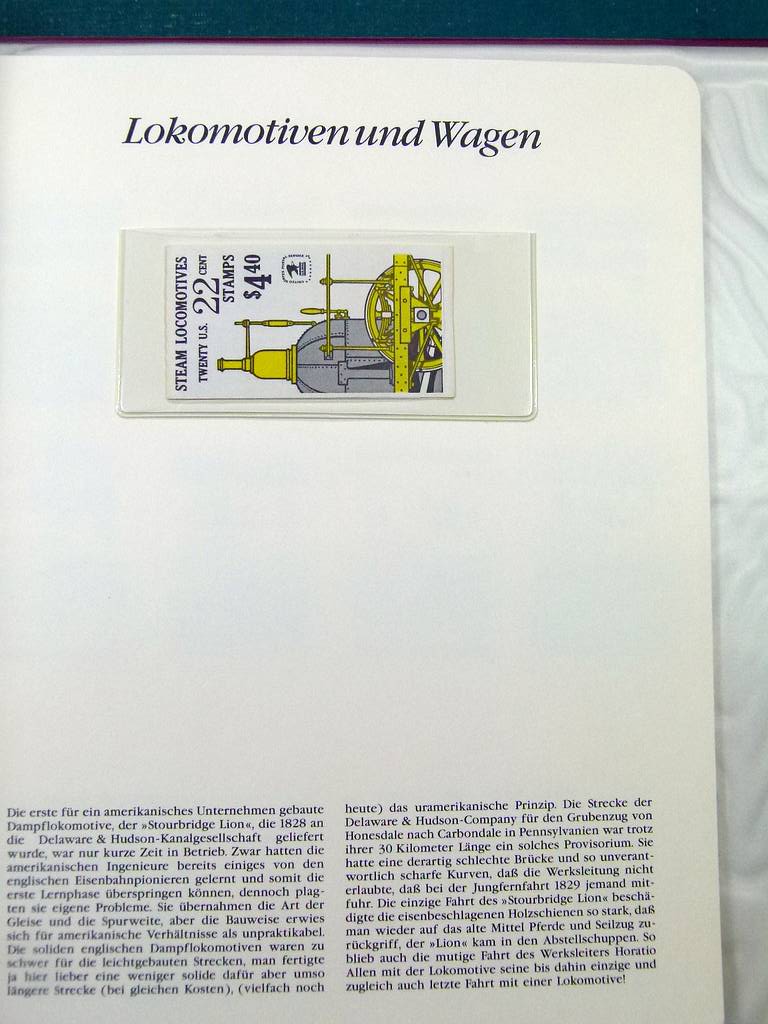 Lokomotiven und Wagen
STEAM LOCOMOTIVES
TWENTY U.S. 22 CENT
STAMPS
$4.40
Die erste für ein amerikanisches Unternehmen gebaute
Dampflokomotive, der »Stourbridge Lion«, die 1828 an
die Delaware & Hudson-Kanalgesellschaft geliefert
wurde, war nur kurze Zeit in Betrieb. Zwar hatten die
amerikanischen Ingenieure bereits einiges von den
englischen Eisenbahnpionieren gelernt und somit die
erste Lernphase überspringen können, dennoch plag-
ten sie eigene Probleme. Sie übernahmen die Art der
Gleise und die Spurweite, aber die Bauweise erwies
sich für amerikanische Verhältnisse als unpraktikabel.
Die soliden englischen Dampflokomotiven waren zu
schwer für die leichtgebauten Strecken, man fertigte
ja hier lieber eine weniger solide dafür aber umso
längere Strecke (bei gleichen Kosten), (vielfach noch
heute) das uramerikanische Prinzip. Die Strecke der
Delaware & Hudson-Company für den Grubenzug von
Honesdale nach Carbondale in Pennsylvanien war trotz
ihrer 30 Kilometer Länge ein solches Provisorium. Sie
hatte eine derartig schlechte Brücke und so unverant-
wortlich scharfe Kurven, daß die Werksleitung nicht
erlaubte, daß bei der Jungfernfahrt 1829 jemand mit-
fuhr. Die einzige Fahrt des »Stourbridge Lion« beschä-
digte die eisenbeschlagenen Holzschienen so stark, daß
man wieder auf das alte Mittel Pferde und Seilzug zu-
rückgriff, der »Lion« kam in den Abstellschuppen. So
blieb auch die mutige Fahrt des Werksleiters Horatio
Allen mit der Lokomotive seine bis dahin einzige und
zugleich auch letzte Fahrt mit einer Lokomotive!